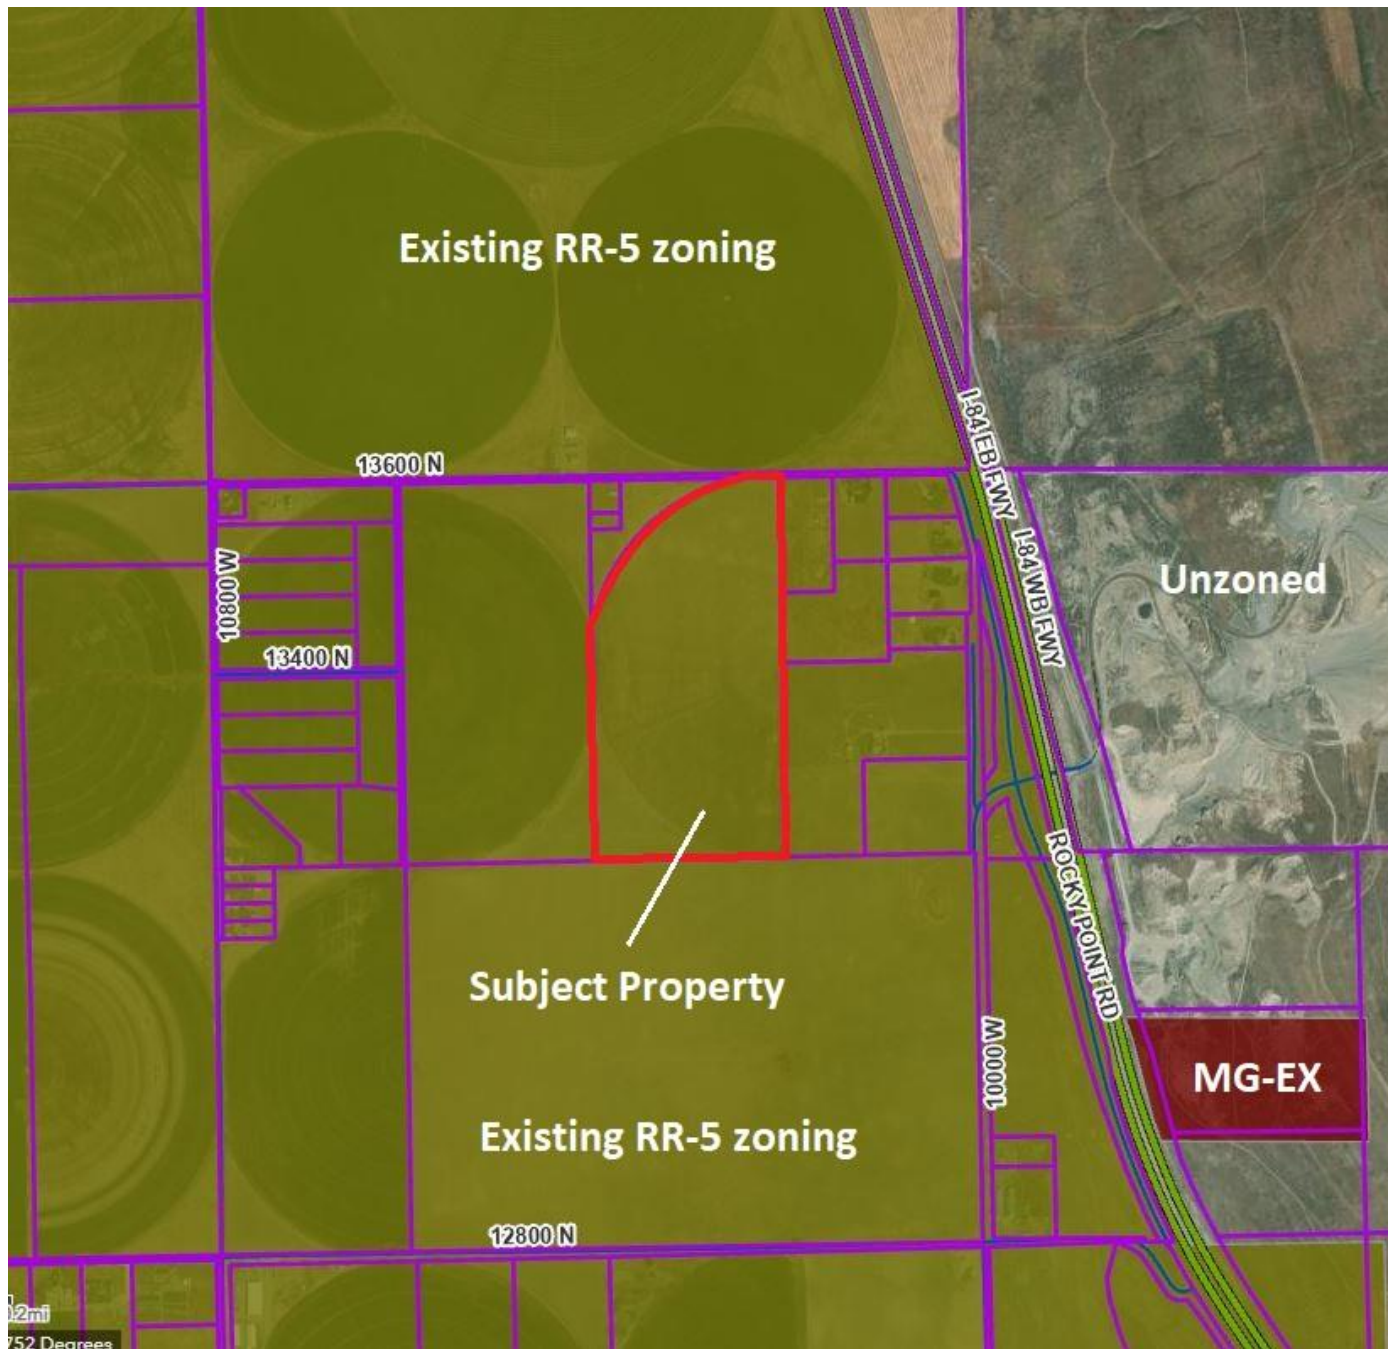 Existing RR-5 zoning
I-84 EB FWY
13600 N
I-84 WB FWY
10800 W
Unzoned
13400 N
ROCKY POINT RD
Subject Property
10000 W
MG-EX
Existing RR-5 zoning
12800 N
.2mi
752 Degrees